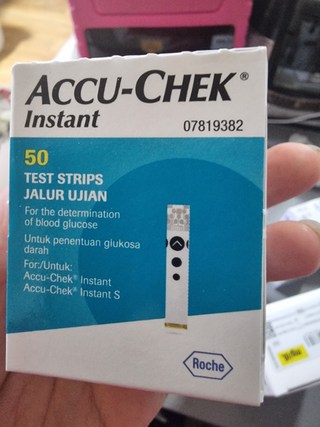 ACCU-CHEK®
Instant
07819382
50
TEST STRIPS
JALUR UJIAN
For the determination
of blood glucose
Untuk penentuan glukosa
darah
For:/Untuk:
Accu-Chek® Instant
Accu-Chek® Instant S
Roche